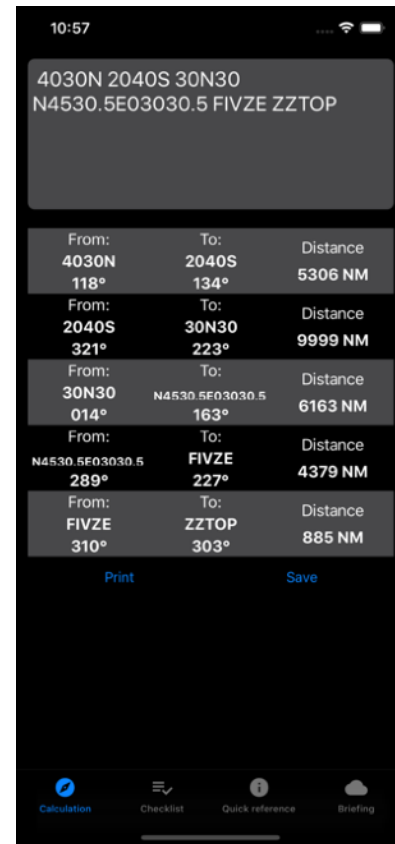 10:57
4030N 2040S 30N30
N4530.5E03030.5 FIVZE ZZTOP
From: To: Distance
4030N 2040S 5306 NM
118° 134°
From: To: Distance
2040S 30N30 9999 NM
321° 223°
From: To: Distance
30N30 N4530.5E03030.5 6163 NM
014° 163°
From: To: Distance
N4530.5E03030.5 FIVZE 4379 NM
289° 227°
From: To: Distance
FIVZE ZZTOP 885 NM
310° 303°
Print Save
Calculation Checklist Quick reference Briefing